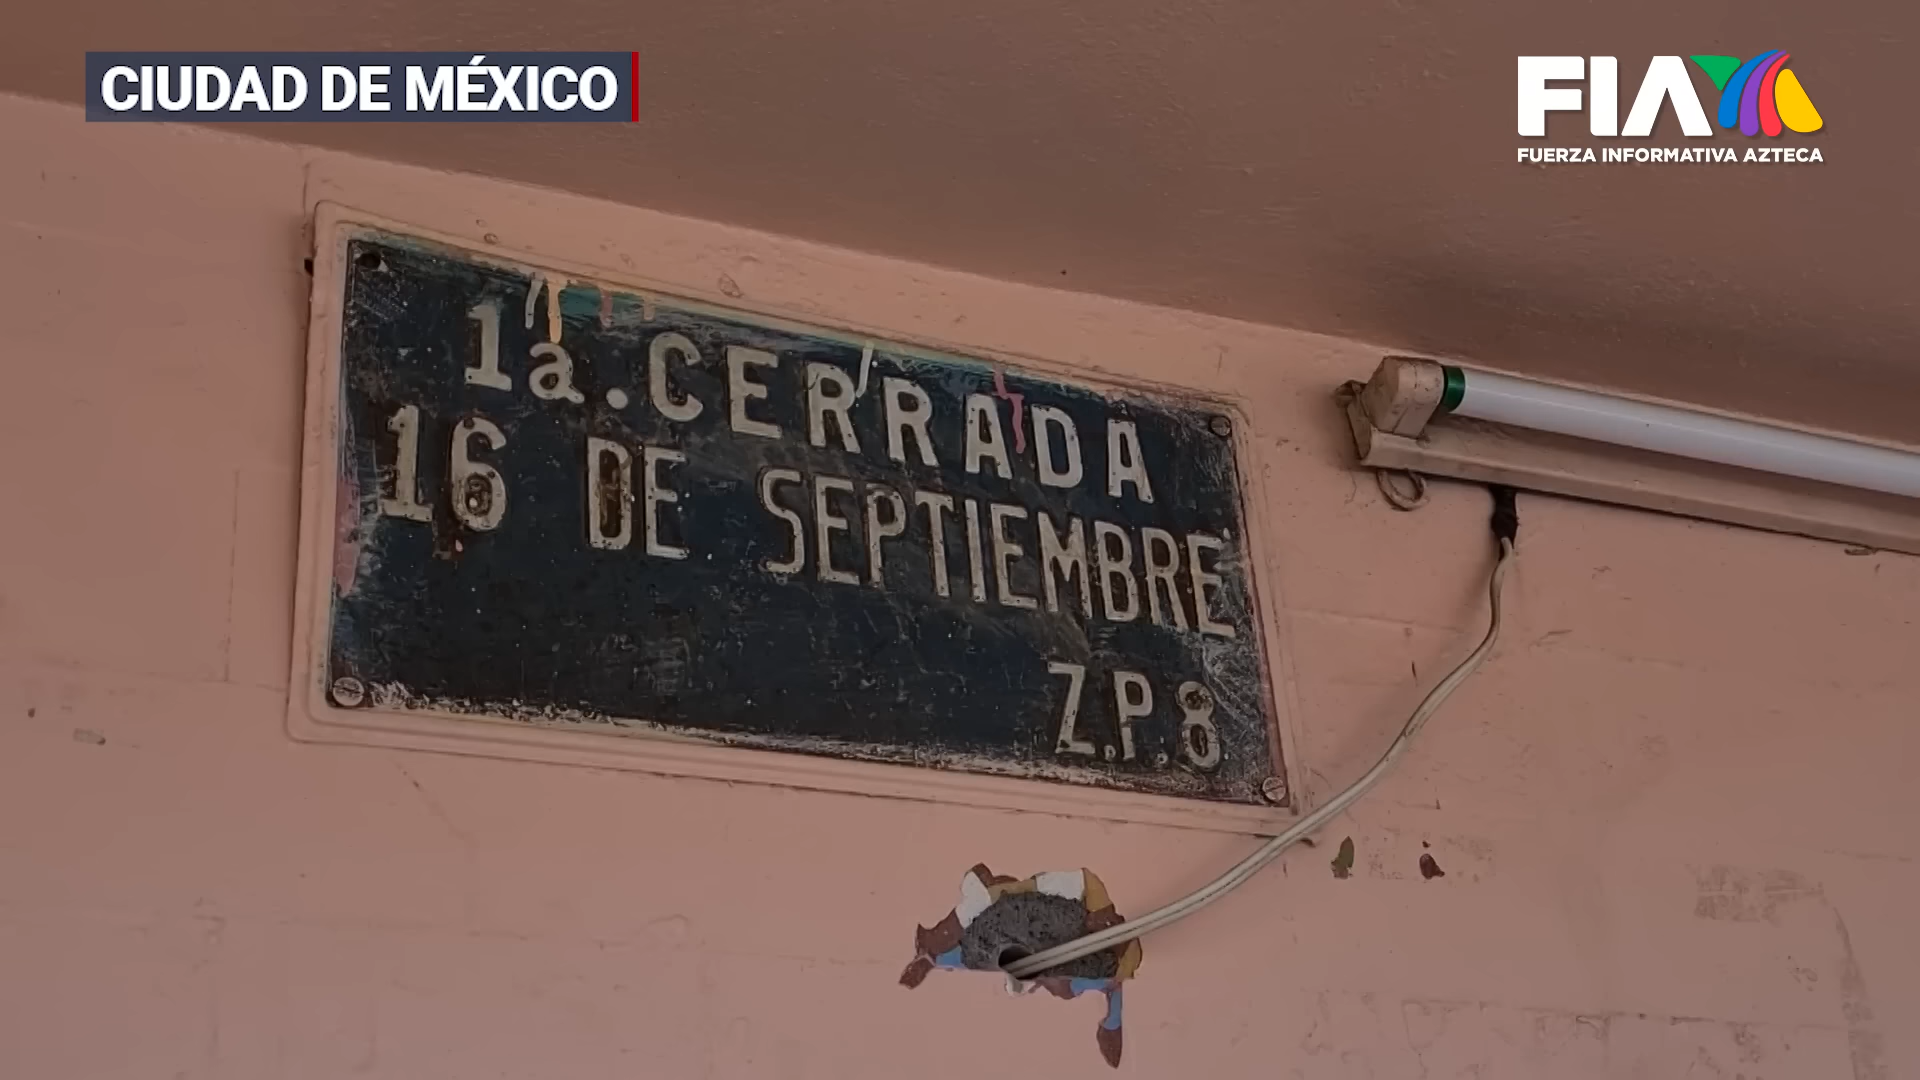 CIUDAD DE MÉXICO
FIA
FUERZA INFORMATIVA AZTECA
1a. CERRADA
16 DE SEPTIEMBRE
Z.P.8